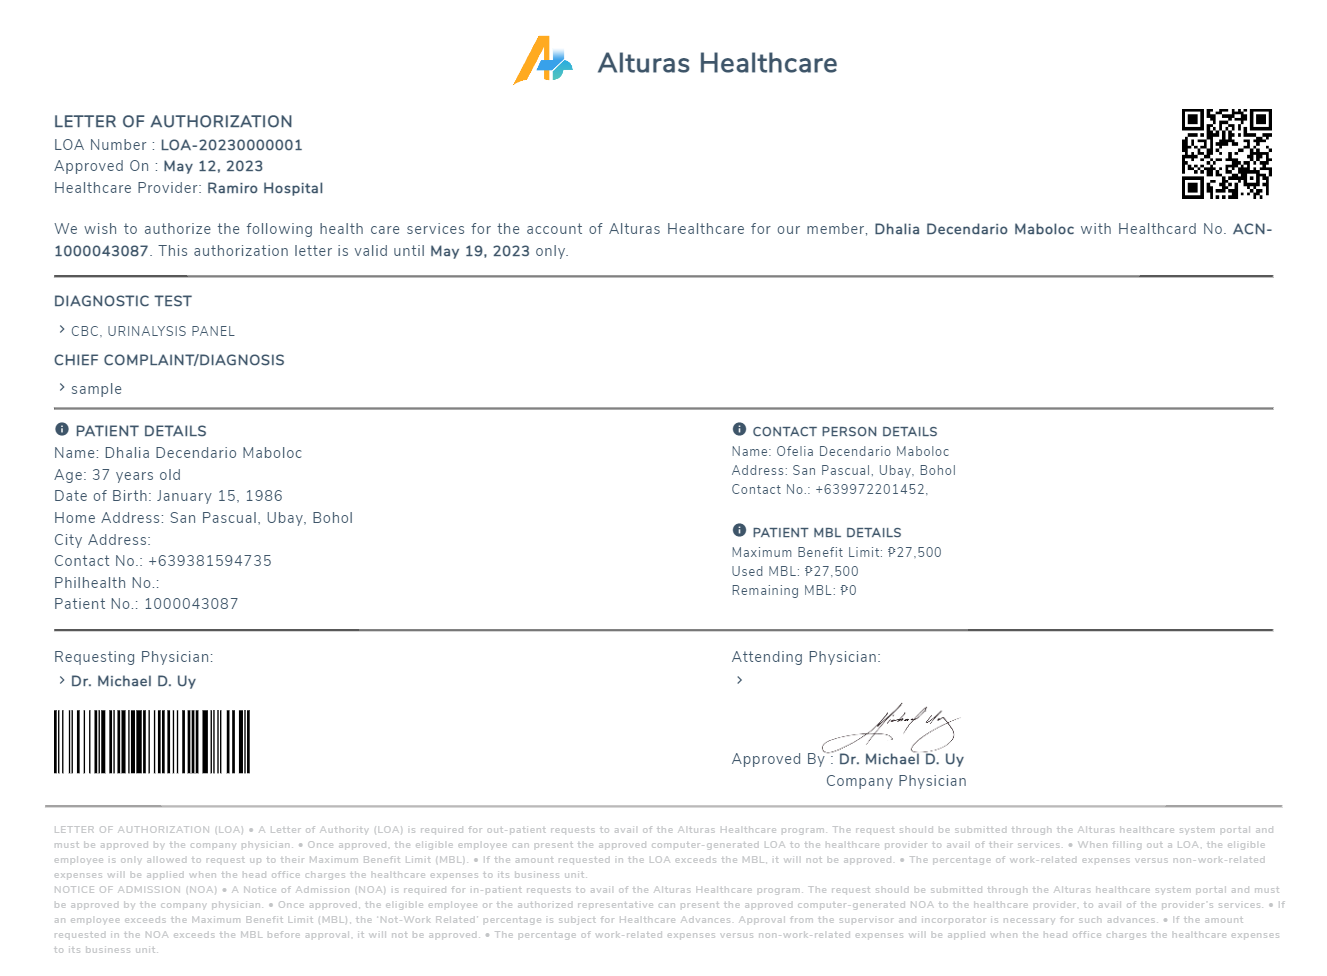 Alturas Healthcare
LETTER OF AUTHORIZATION
LOA Number : LOA-20230000001
Approved On : May 12, 2023
Healthcare Provider: Ramiro Hospital
We wish to authorize the following health care services for the account of Alturas Healthcare for our member, Dhalia Decendario Maboloc with Healthcard No. ACN-
1000043087. This authorization letter is valid until May 19, 2023 only.
DIAGNOSTIC TEST
CBC, URINALYSIS PANEL
CHIEF COMPLAINT/DIAGNOSIS
sample
PATIENT DETAILS
Name: Dhalia Decendario Maboloc
Age: 37 years old
Date of Birth: January 15, 1986
Home Address: San Pascual, Ubay, Bohol
City Address:
Contact No.: +639381594735
Philhealth No.:
Patient No.: 1000043087
CONTACT PERSON DETAILS
Name: Ofelia Decendario Maboloc
Address: San Pascual, Ubay, Bohol
Contact No.: +639972201452,
PATIENT MBL DETAILS
Maximum Benefit Limit: ₱27,500
Used MBL: ₱27,500
Remaining MBL: ₱0
Requesting Physician:
Dr. Michael D. Uy
Attending Physician:
Michael Uy
Approved By : Dr. Michael D. Uy
Company Physician
LETTER OF AUTHORIZATION (LOA) • A Letter of Authority (LOA) is required for out-patient requests to avail of the Alturas Healthcare program. The request should be submitted through the Alturas healthcare system portal and
must be approved by the company physician. • Once approved, the eligible employee can present the approved computer-generated LOA to the healthcare provider to avail of their services. • When filling out a LOA, the eligible
employee is only allowed to request up to their Maximum Benefit Limit (MBL). • If the amount requested in the LOA exceeds the MBL, it will not be approved. • The percentage of work-related expenses versus non-work-related
expenses will be applied when the head office charges the healthcare expenses to its business unit.
NOTICE OF ADMISSION (NOA) • A Notice of Admission (NOA) is required for in-patient requests to avail of the Alturas Healthcare program. The request should be submitted through the Alturas healthcare system portal and must
be approved by the company physician. • Once approved, the eligible employee or the authorized representative can present the approved computer-generated NOA to the healthcare provider, to avail of the provider's services. • If
an employee exceeds the Maximum Benefit Limit (MBL), the 'Not-Work Related' percentage is subject for Healthcare Advances. Approval from the supervisor and incorporator is necessary for such advances. • If the amount
requested in the NOA exceeds the MBL before approval, it will not be approved. • The percentage of work-related expenses versus non-work-related expenses will be applied when the head office charges the healthcare expenses
to its business unit.